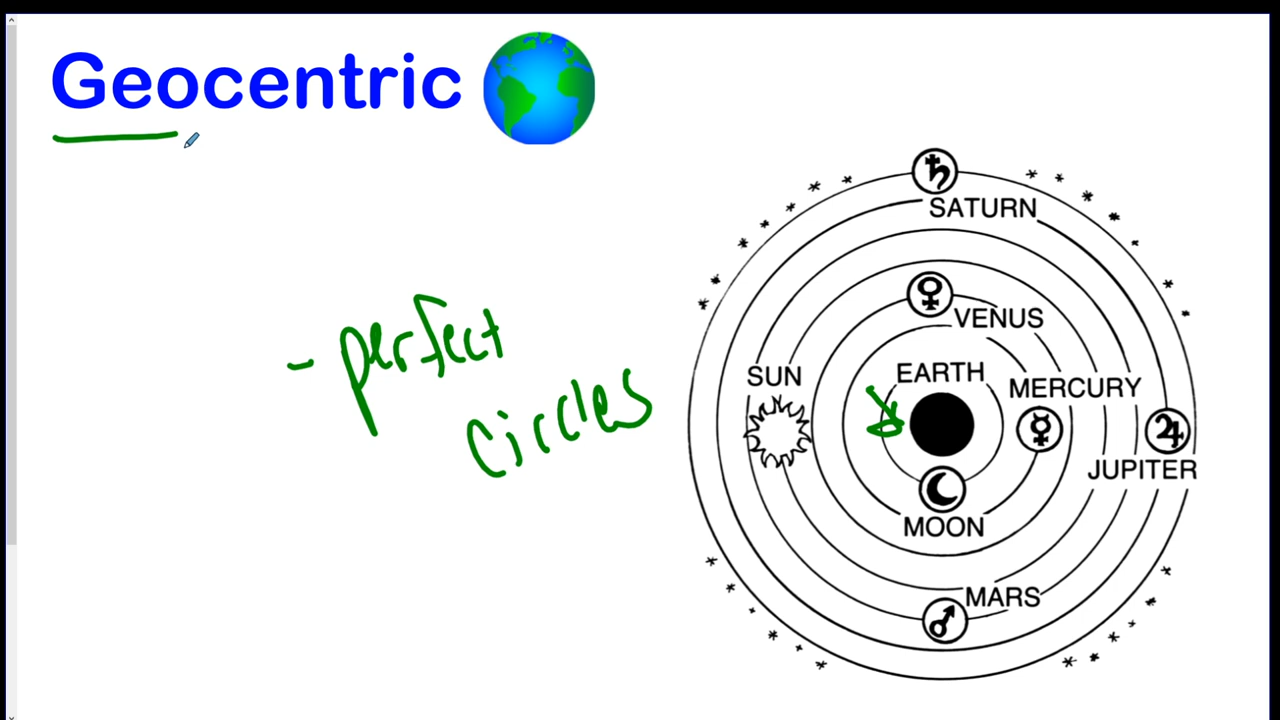 Geocentric
SATURN
VENUS
SUN
EARTH
MERCURY
- perfect
circles
JUPITER
MOON
MARS